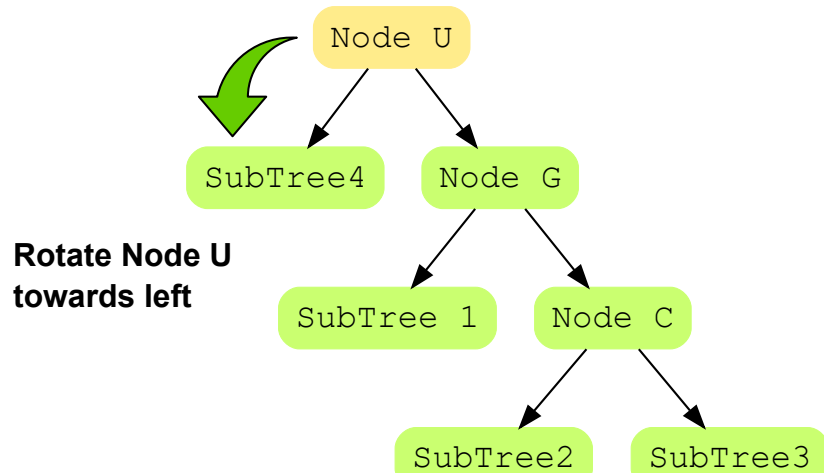 Node U
SubTree4
Node G
Rotate Node U
towards left
SubTree 1
Node C
SubTree2
SubTree3